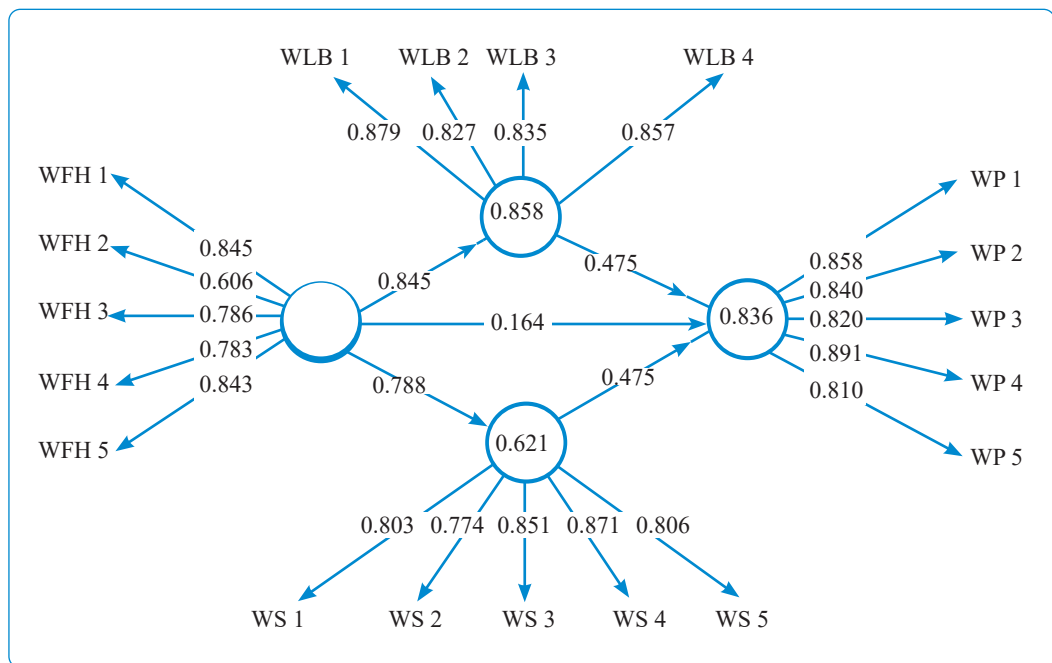 WLB 1
WLB 2
WLB 3
WLB 4
0.879
0.827
0.835
0.857
WFH 1
WFH 2
WFH 3
WFH 4
WFH 5
0.845
0.606
0.786
0.783
0.843
0.858
0.845
0.475
0.164
0.788
0.475
0.836
0.621
WP 1
WP 2
WP 3
WP 4
WP 5
0.858
0.840
0.820
0.891
0.810
0.803
0.774
0.851
0.871
0.806
WS 1
WS 2
WS 3
WS 4
WS 5